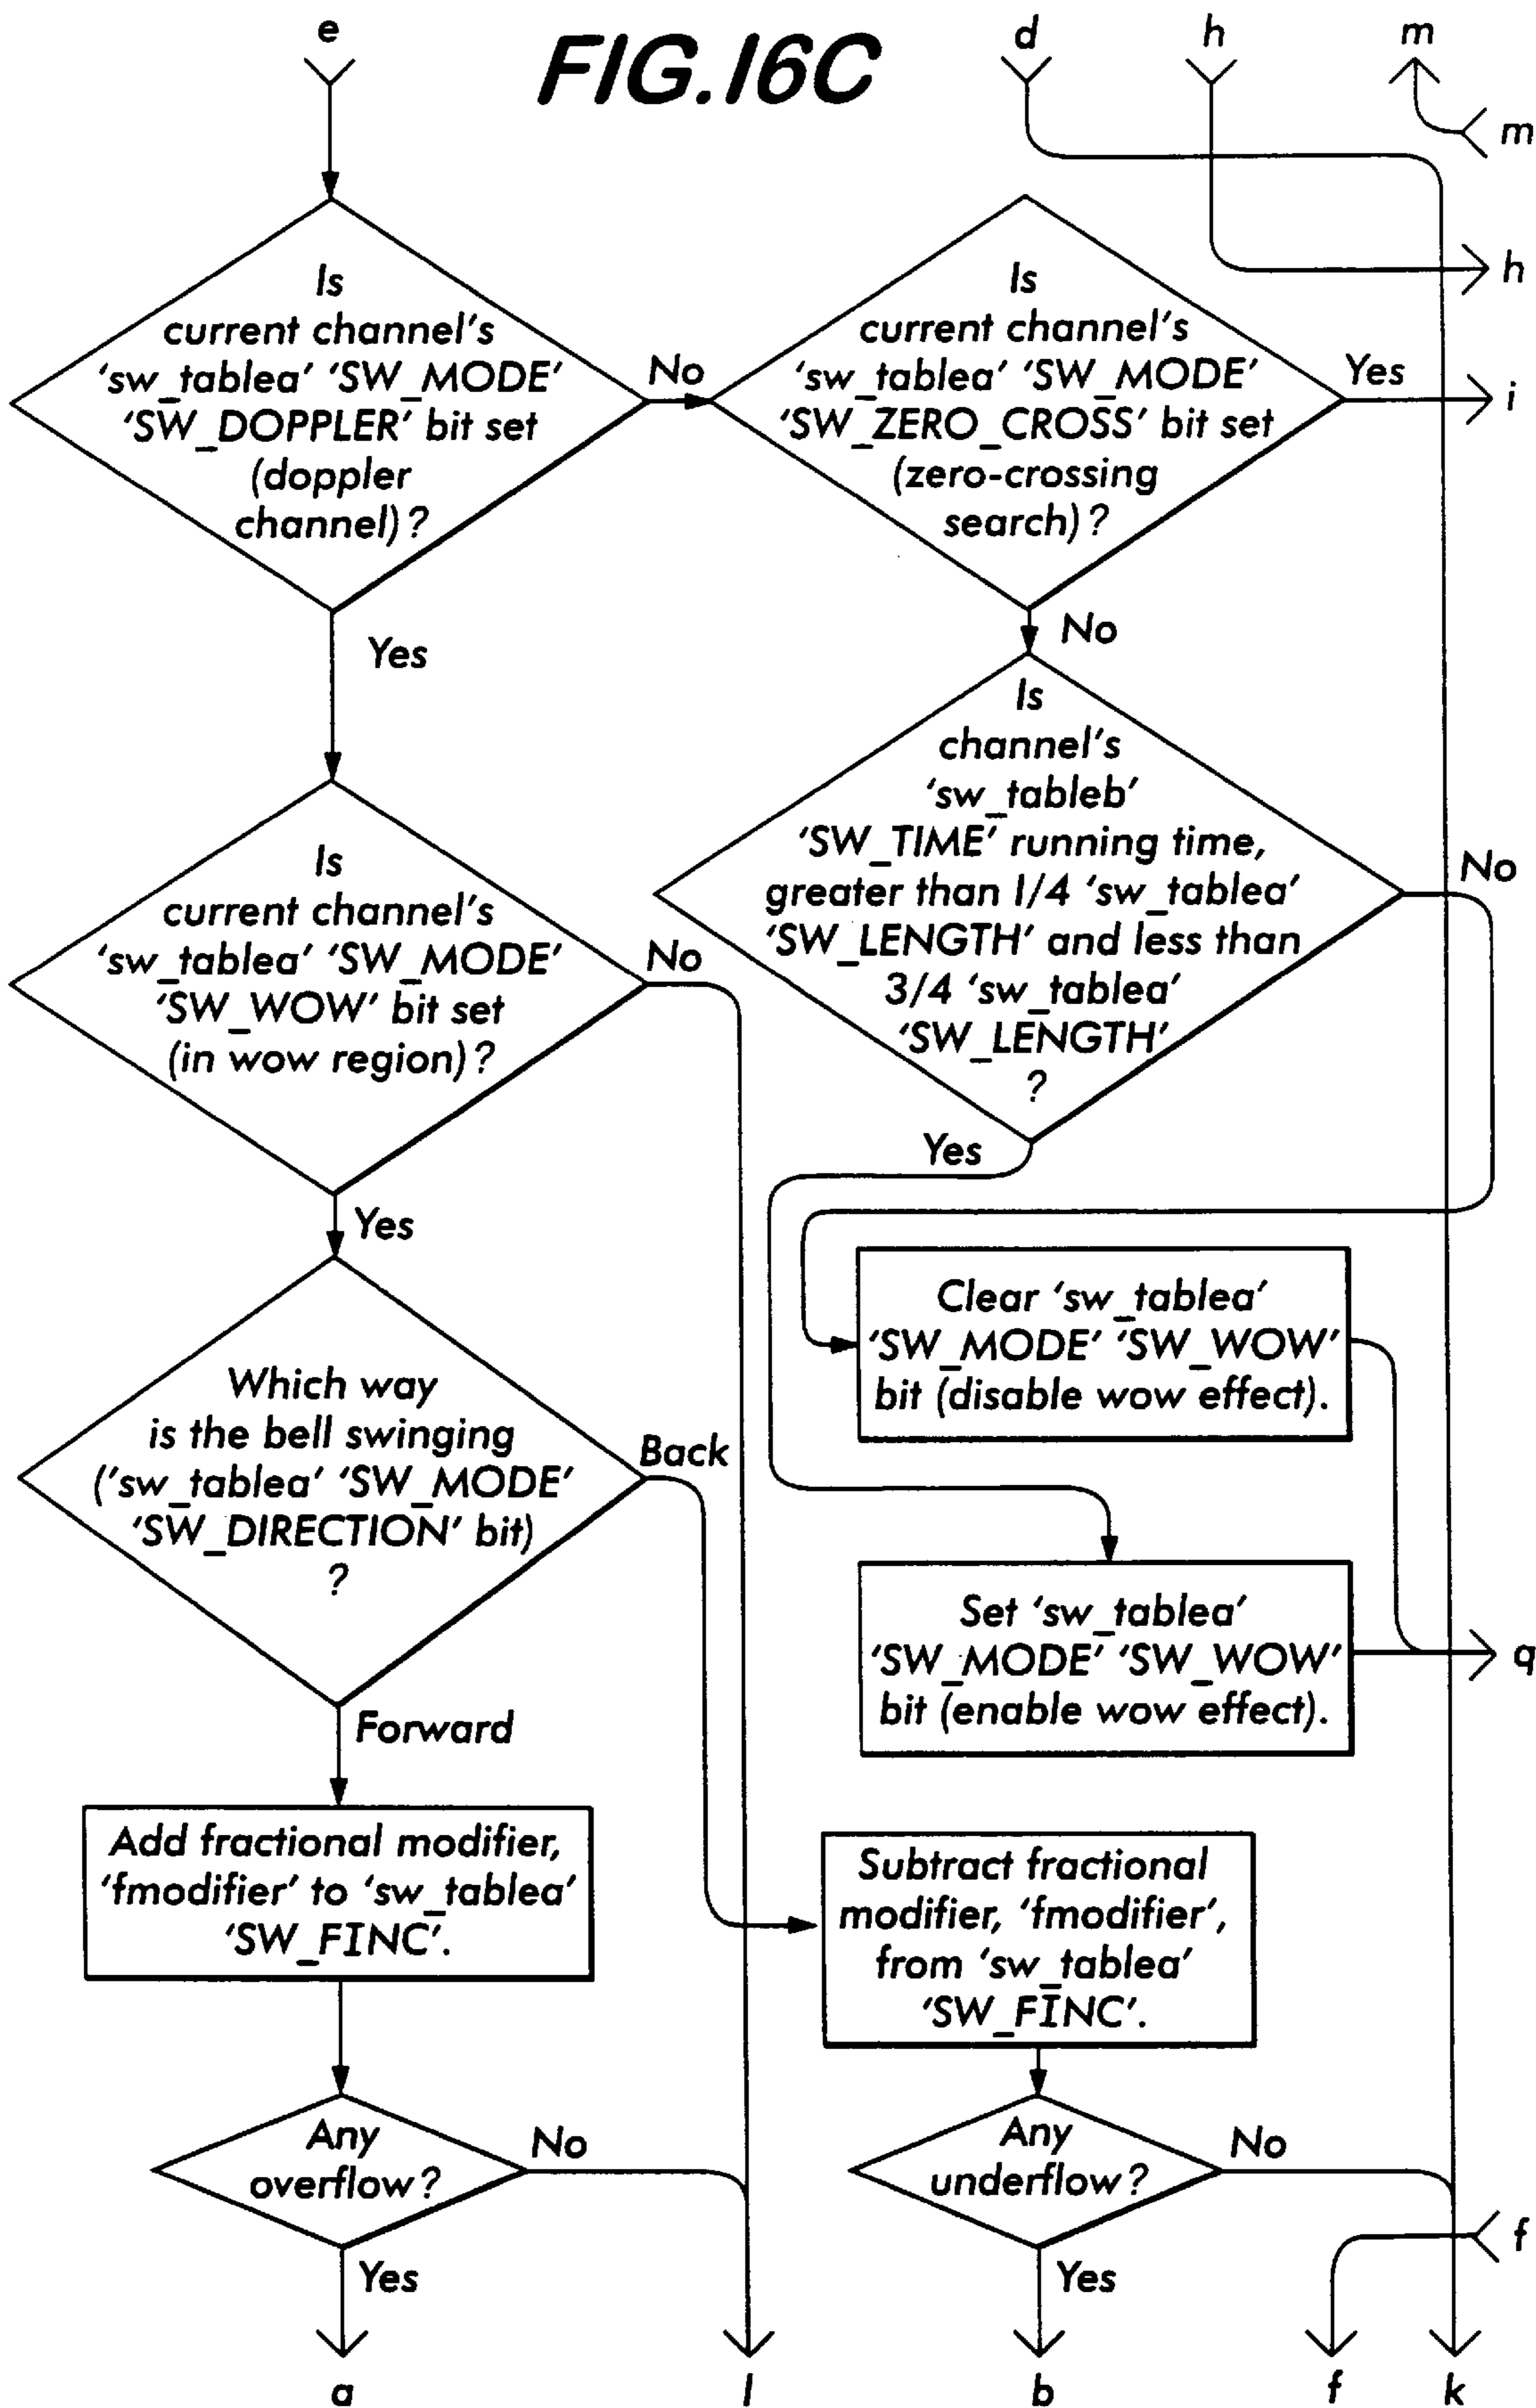 FIG.16C
e
d
h
m
m
h
Is
current channel's
'sw_tablea' 'SW_MODE'
'SW_DOPPLER' bit set
(doppler
channel)?
No
Yes
Is
current channel's
'sw_tablea' 'SW_MODE'
'SW_ZERO_CROSS' bit set
(zero-crossing
search)?
Yes
i
No
Is
channel's
'sw_tableb'
'SW_TIME' running time,
greater than 1/4 'sw_tablea'
'SW_LENGTH' and less than
3/4 'sw_tablea'
'SW_LENGTH'
?
No
Yes
Is
current channel's
'sw_tablea' 'SW_MODE'
'SW_WOW' bit set
(in wow region)?
No
Yes
Clear 'sw_tablea'
'SW_MODE' 'SW_WOW'
bit (disable wow effect).
Which way
is the bell swinging
('sw_tablea' 'SW_MODE'
'SW_DIRECTION' bit)
?
Back
Forward
Set 'sw_tablea'
'SW_MODE' 'SW_WOW'
bit (enable wow effect).
q
Add fractional modifier,
'fmodifier' to 'sw_tablea'
'SW_FINC'.
Subtract fractional
modifier, 'fmodifier',
from 'sw_tablea'
'SW_FINC'.
Any
overflow?
No
Yes
Any
underflow?
No
Yes
f
a
l
b
f
k